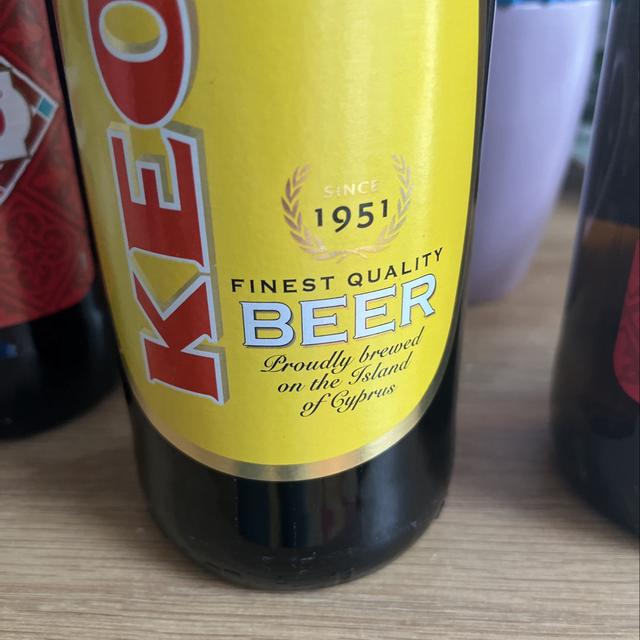 KEO
SINCE
1951
FINEST QUALITY
BEER
Proudly brewed
on the Island
of Cyprus